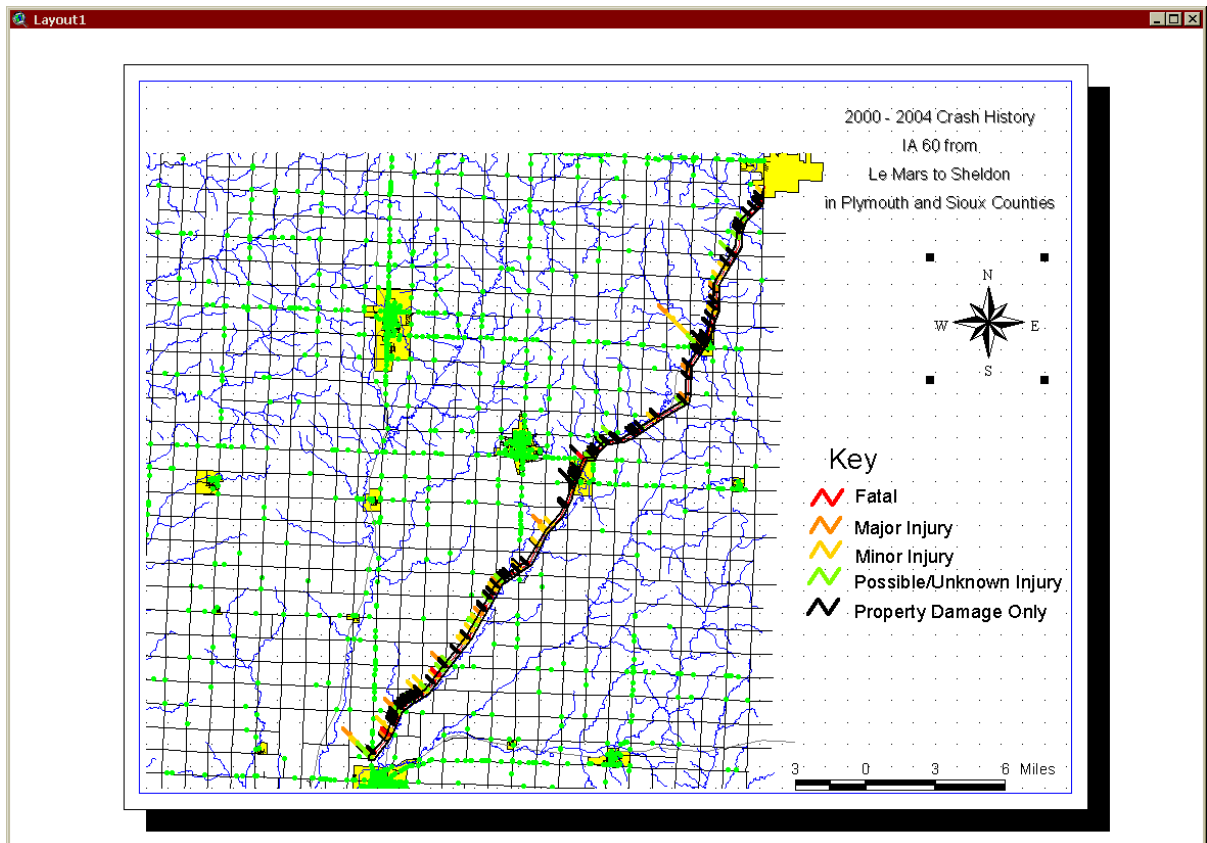 Layout1
2000 - 2004 Crash History
IA 60 from
Le Mars to Sheldon
in Plymouth and Sioux Counties
N
W
E
S
Key
Fatal
Major Injury
Minor Injury
Possible/Unknown Injury
Property Damage Only
3 0 3 6 Miles